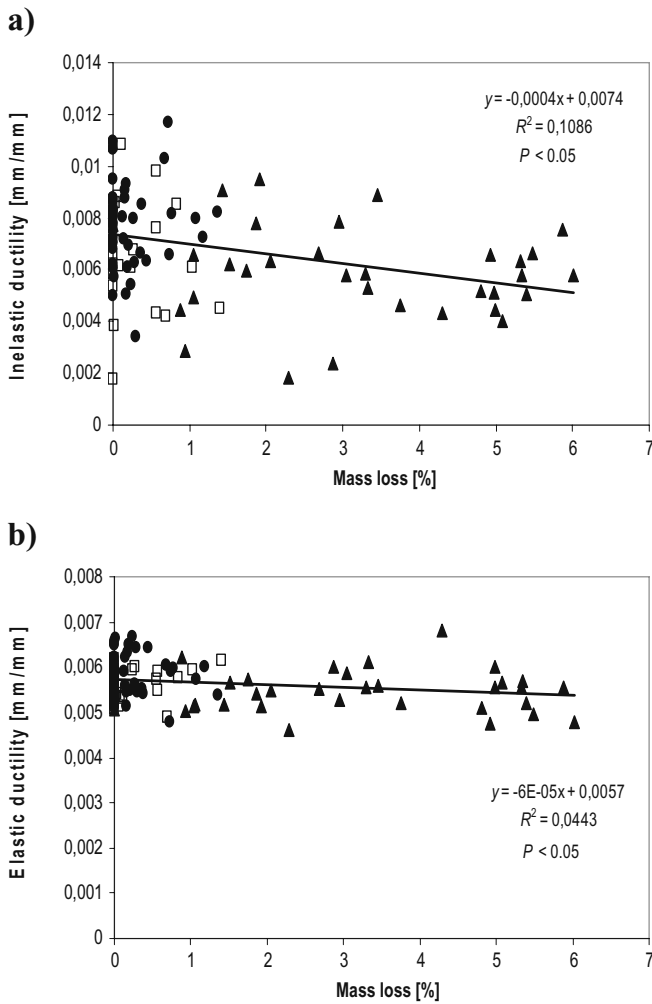 a)
0,014
0,012
0,01
0,008
0,006
0,004
0,002
0
Inelastic ductility [mm/mm]
y = -0,0004x + 0,0074
R² = 0,1086
P < 0.05
0 1 2 3 4 5 6 7
Mass loss [%]
b)
0,008
0,007
0,006
0,005
0,004
0,003
0,002
0,001
0
Elastic ductility [mm/mm]
y = -6E-05x + 0,0057
R² = 0,0443
P < 0.05
0 1 2 3 4 5 6 7
Mass loss [%]